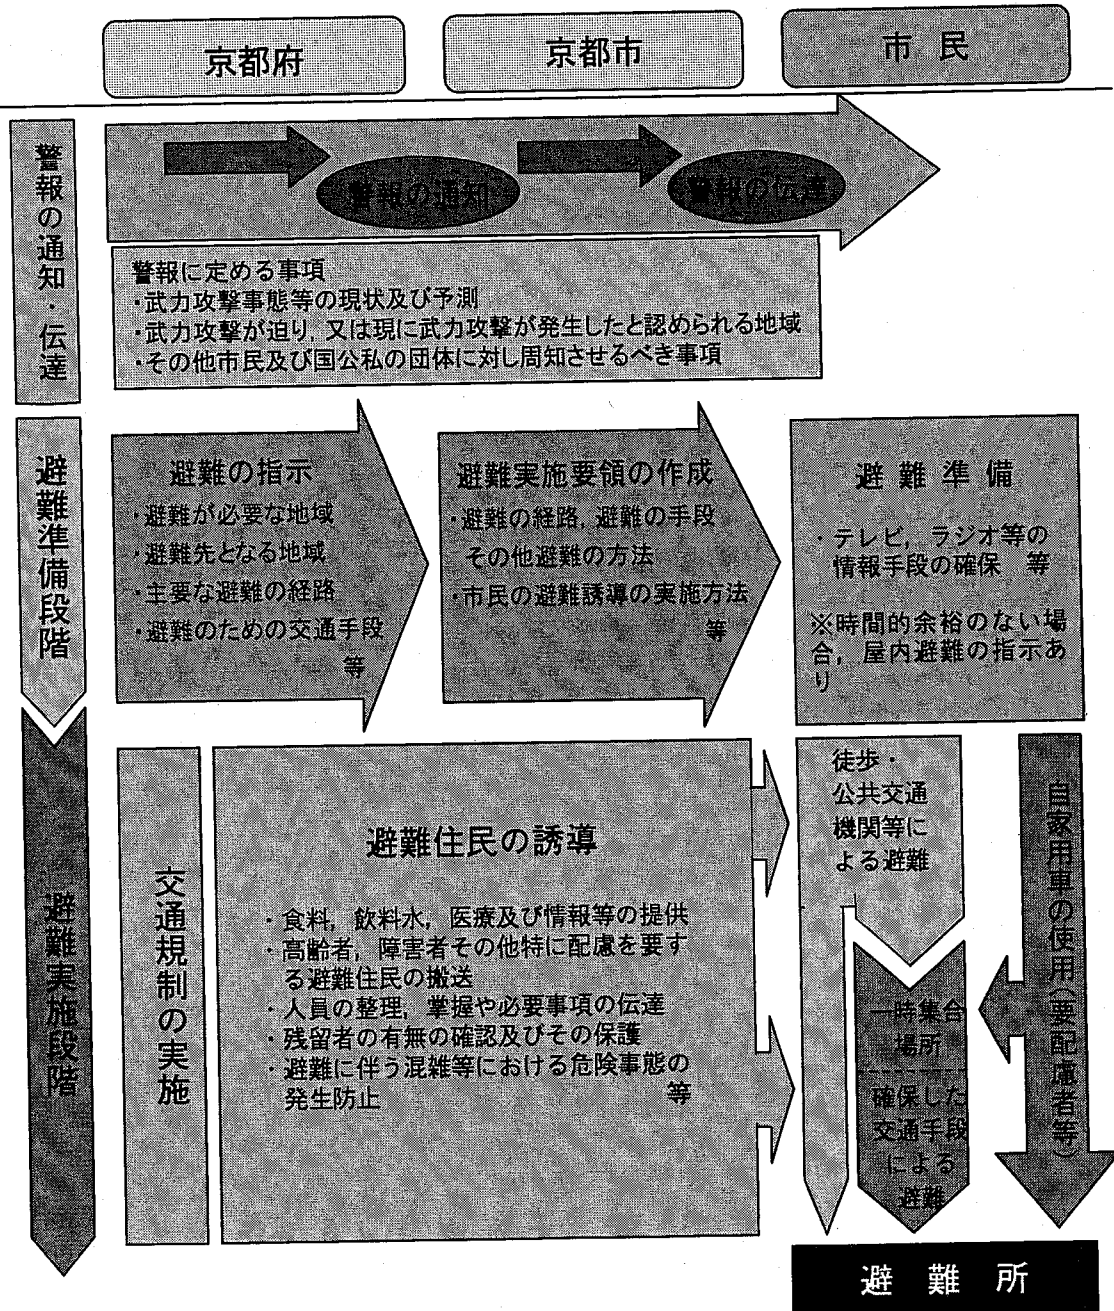 京都府
京都市
市民
警報の通知・伝達
警報の通知
警報の伝達
警報に定める事項
・武力攻撃事態等の現状及び予測
・武力攻撃が迫り，又は現に武力攻撃が発生したと認められる地域
・その他市民及び国公私の団体に対し周知させるべき事項
避難準備段階
避難の指示
・避難が必要な地域
・避難先となる地域
・主要な避難の経路
・避難のための交通手段
等
避難実施要領の作成
・避難の経路，避難の手段
その他避難の方法
・市民の避難誘導の実施方法
等
避難準備
・テレビ，ラジオ等の
情報手段の確保　等
※時間的余裕のない場
合，屋内避難の指示あ
り
避難実施段階
交通規制の実施
避難住民の誘導
・食料，飲料水，医療及び情報等の提供
・高齢者，障害者その他特に配慮を要す
る避難住民の搬送
・人員の整理，掌握や必要事項の伝達
・残留者の有無の確認及びその保護
・避難に伴う混雑等における危険事態の
発生防止　等
徒歩・
公共交通
機関等に
よる避難
一時集合
場所
確保した
交通手段
による
避難
自家用車の使用（要配慮者等）
避難所